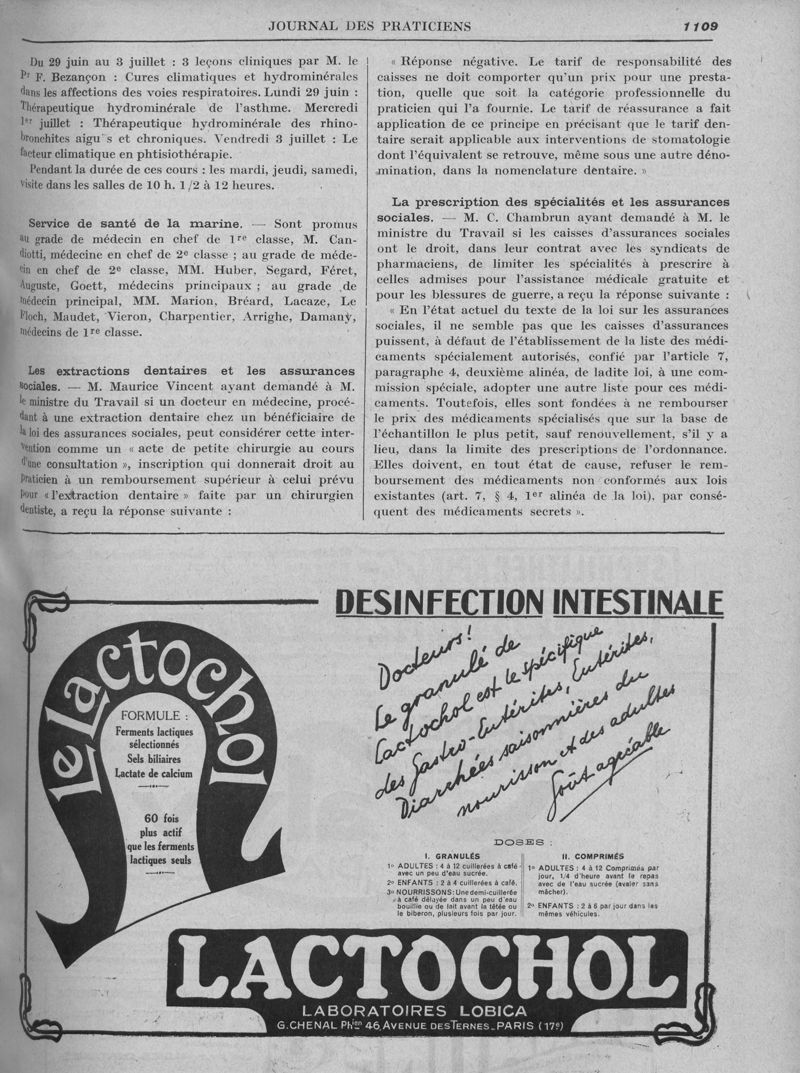 JOURNAL DES PRATICIENS
1109
Du 29 juin au 3 juillet : 3 leçons cliniques par M. le
Pr F. Bezançon : Cures climatiques et hydrominérales
dans les affections des voies respiratoires. Lundi 29 juin :
Thérapeutique hydrominérale de l'asthme. Mercredi
1er juillet : Thérapeutique hydrominérale des rhino-
bronchites aigu s et chroniques. Vendredi 3 juillet : Le
facteur climatique en phtisiothérapie.
Pendant la durée de ces cours : les mardi, jeudi, samedi,
visite dans les salles de 10 h. 1/2 à 12 heures.
Service de santé de la marine. — Sont promus
au grade de médecin en chef de 1re classe, M. Can-
diotti, médecine en chef de 2e classe ; au grade de méde-
cin en chef de 2e classe, MM. Huber, Segard, Féret,
Auguste, Goett, médecins principaux ; au grade de
médecin principal, MM. Marion, Bréard, Lacaze, Le
Floch, Maudet, Vieron, Charpentier, Arrighe, Damany,
médecins de 1re classe.
Les extractions dentaires et les assurances
sociales. — M. Maurice Vincent ayant demandé à M.
le ministre du Travail si un docteur en médecine, procé-
dant à une extraction dentaire chez un bénéficiaire de
la loi des assurances sociales, peut considérer cette inter-
vention comme un « acte de petite chirurgie au cours
d'une consultation », inscription qui donnerait droit au
praticien à un remboursement supérieur à celui prévu
pour « l'extraction dentaire » faite par un chirurgien
dentiste, a reçu la réponse suivante :
« Réponse négative. Le tarif de responsabilité des
caisses ne doit comporter qu'un prix pour une presta-
tion, quelle que soit la catégorie professionnelle du
praticien qui l'a fournie. Le tarif de réassurance a fait
application de ce principe en précisant que le tarif den-
taire serait applicable aux interventions de stomatologie
dont l'équivalent se retrouve, même sous une autre déno-
mination, dans la nomenclature dentaire. »
La prescription des spécialités et les assurances
sociales. — M. C. Chambrun ayant demandé à M. le
ministre du Travail si les caisses d'assurances sociales
ont le droit, dans leur contrat avec les syndicats de
pharmaciens, de limiter les spécialités à prescrire à
celles admises pour l'assistance médicale gratuite et
pour les blessures de guerre, a reçu la réponse suivante :
« En l'état actuel du texte de la loi sur les assurances
sociales, il ne semble pas que les caisses d'assurances
puissent, à défaut de l'établissement de la liste des médi-
caments spécialement autorisés, confié par l'article 7,
paragraphe 4, deuxième alinéa, de ladite loi, à une com-
mission spéciale, adopter une autre liste pour ces médi-
caments. Toutefois, elles sont fondées à ne rembourser
le prix des médicaments spécialisés que sur la base de
l'échantillon le plus petit, sauf renouvellement, s'il y a
lieu, dans la limite des prescriptions de l'ordonnance.
Elles doivent, en tout état de cause, refuser le rem-
boursement des médicaments non conformés aux lois
existantes (art. 7, § 4, 1er alinéa de la loi), par consé-
quent des médicaments secrets ».
DESINFECTION INTESTINALE
Le Lactochol
FORMULE :
Ferments lactiques
sélectionnés
Sels biliaires
Lactate de calcium
60 fois
plus actif
que les ferments
lactiques seuls
Docteurs !
Le granulé de
Lactochol est le spécifique
des Gastro-Entérites, Entérites,
Diarrhées saisonnières du
nourisson et des adultes
Goût agréable
DOSES :
I. GRANULÉS
1o ADULTES : 4 à 12 cuillerées à café
avec un peu d'eau sucrée.
2o ENFANTS : 2 à 4 cuillerées à café.
3o NOURRISSONS : Une demi-cuillerée
à café délayée dans un peu d'eau
bouillie ou de lait avant la tétée ou
le biberon, plusieurs fois par jour.
II. COMPRIMÉS
1o ADULTES : 4 à 12 Comprimés par
jour, 1/4 d'heure avant le repas
avec de l'eau sucrée (avaler sans
mâcher).
2o ENFANTS : 2 à 6 par jour dans les
mêmes véhicules.
LACTOCHOL
LABORATOIRES LOBICA
G. CHENAL Phien 46, AVENUE DES TERNES_PARIS (17e)